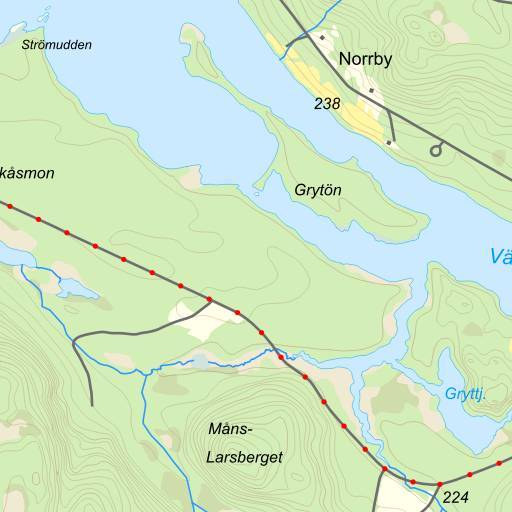 Strömudden
Norrby
238
kåsmon
Grytön
Vä
Gryttj.
Måns-
Larsberget
224